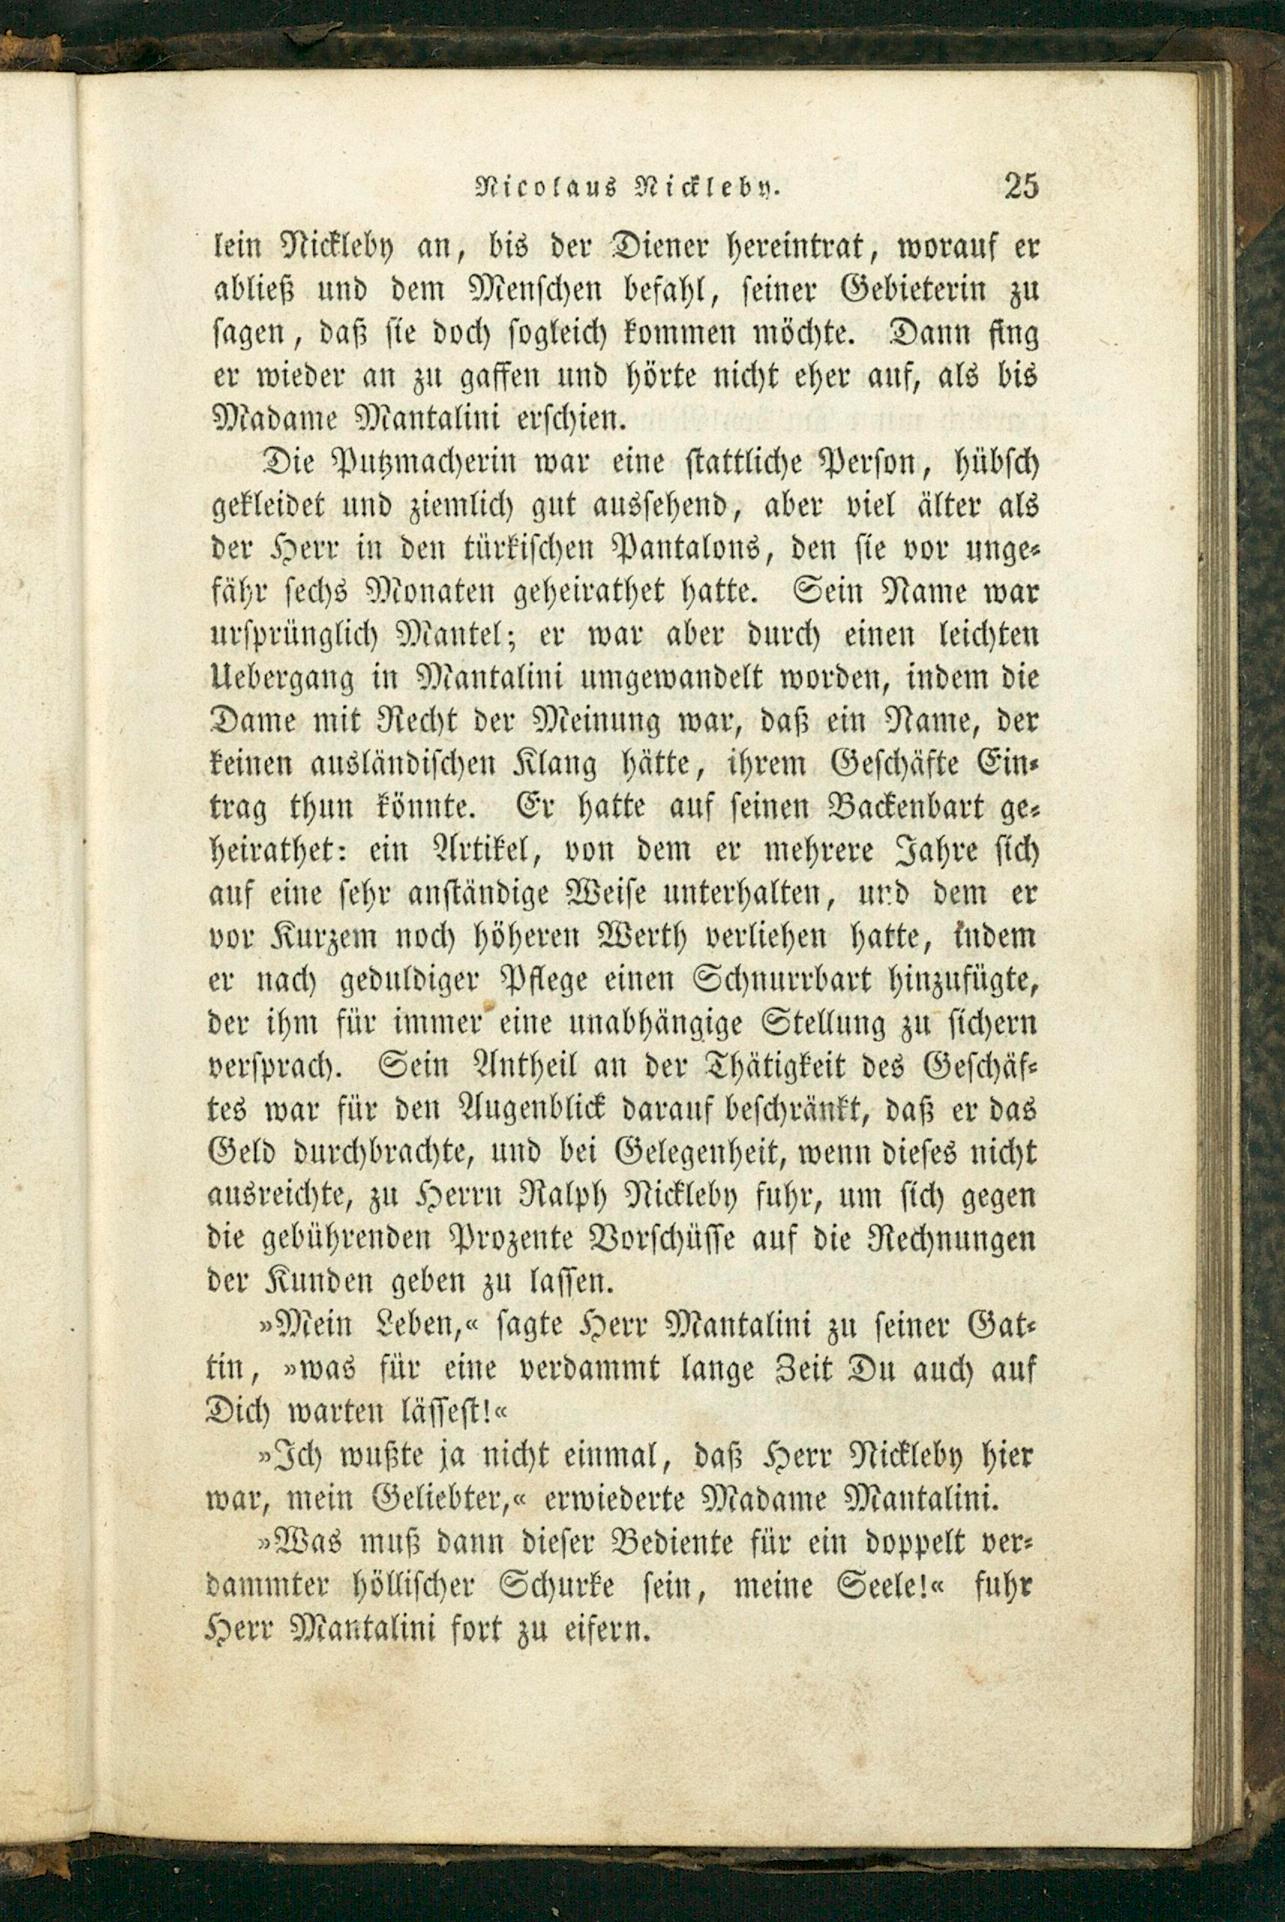 Nicolaus Nickleby. 25
lein Nickleby an, bis der Diener hereintrat, worauf er
abließ und dem Menschen befahl, seiner Gebieterin zu
sagen, daß sie doch sogleich kommen möchte. Dann fing
er wieder an zu gaffen und hörte nicht eher auf, als bis
Madame Mantalini erschien.
Die Putzmacherin war eine stattliche Person, hübsch
gekleidet und ziemlich gut aussehend, aber viel älter als
der Herr in den türkischen Pantalons, den sie vor unge-
fähr sechs Monaten geheirathet hatte. Sein Name war
ursprünglich Mantel; er war aber durch einen leichten
Uebergang in Mantalini umgewandelt worden, indem die
Dame mit Recht der Meinung war, daß ein Name, der
keinen ausländischen Klang hätte, ihrem Geschäfte Ein-
trag thun könnte. Er hatte auf seinen Backenbart ge-
heirathet: ein Artikel, von dem er mehrere Jahre sich
auf eine sehr anständige Weise unterhalten, und dem er
vor Kurzem noch höheren Werth verliehen hatte, indem
er nach geduldiger Pflege einen Schnurrbart hinzufügte,
der ihm für immer eine unabhängige Stellung zu sichern
versprach. Sein Antheil an der Thätigkeit des Geschäf-
tes war für den Augenblick darauf beschränkt, daß er das
Geld durchbrachte, und bei Gelegenheit, wenn dieses nicht
ausreichte, zu Herrn Ralph Nickleby fuhr, um sich gegen
die gebührenden Prozente Vorschüsse auf die Rechnungen
der Kunden geben zu lassen.
»Mein Leben,« sagte Herr Mantalini zu seiner Gat-
tin, »was für eine verdammt lange Zeit Du auch auf
Dich warten lässest!«
»Ich wußte ja nicht einmal, daß Herr Nickleby hier
war, mein Geliebter,« erwiederte Madame Mantalini.
»Was muß dann dieser Bediente für ein doppelt ver-
dammter höllischer Schurke sein, meine Seele!« fuhr
Herr Mantalini fort zu eifern.